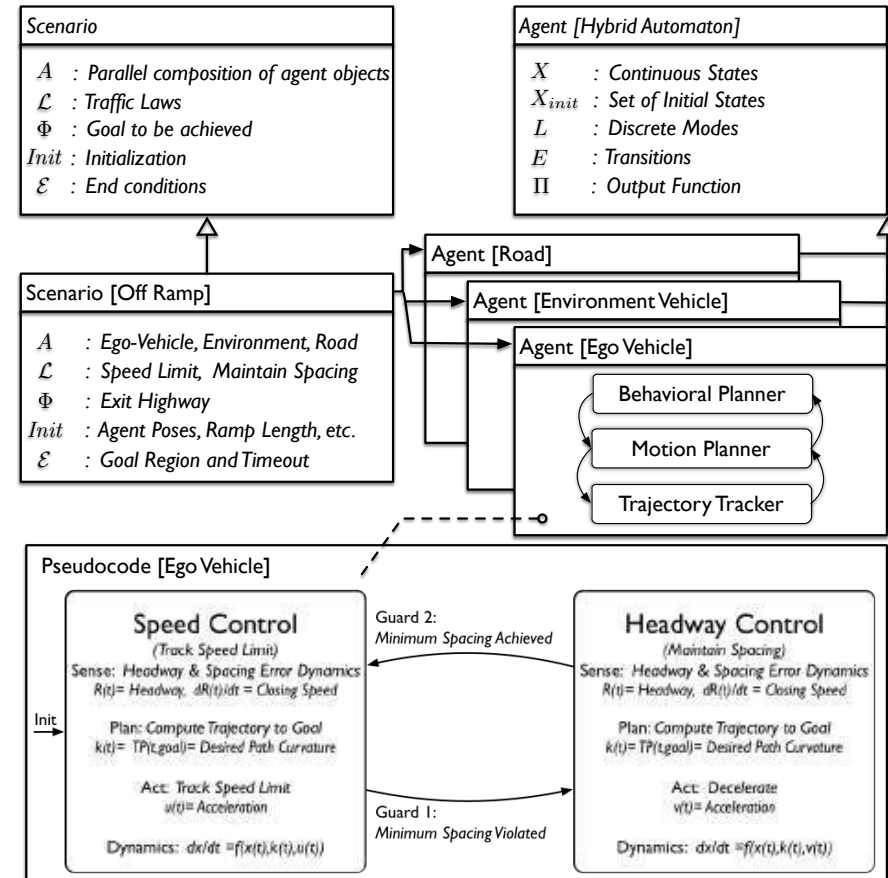 Scenario
A : Parallel composition of agent objects
ℒ : Traffic Laws
Φ : Goal to be achieved
Init : Initialization
ℰ : End conditions
Agent [Hybrid Automaton]
X : Continuous States
X_init : Set of Initial States
L : Discrete Modes
E : Transitions
Π : Output Function
Scenario [Off Ramp]
A : Ego-Vehicle, Environment, Road
ℒ : Speed Limit, Maintain Spacing
Φ : Exit Highway
Init : Agent Poses, Ramp Length, etc.
ℰ : Goal Region and Timeout
Agent [Road]
Agent [Environment Vehicle]
Agent [Ego Vehicle]
Behavioral Planner
Motion Planner
Trajectory Tracker
Pseudocode [Ego Vehicle]
Init
Speed Control
(Track Speed Limit)
Sense: Headway & Spacing Error Dynamics
R(t)= Headway, dR(t)/dt = Closing Speed
Plan: Compute Trajectory to Goal
k(t)= TP(t,goal)= Desired Path Curvature
Act: Track Speed Limit
u(t)= Acceleration
Dynamics: dx/dt =f(x(t),k(t),u(t))
Guard 2:
Minimum Spacing Achieved
Guard 1:
Minimum Spacing Violated
Headway Control
(Maintain Spacing)
Sense: Headway & Spacing Error Dynamics
R(t)= Headway, dR(t)/dt = Closing Speed
Plan: Compute Trajectory to Goal
k(t)= TP(t,goal)= Desired Path Curvature
Act: Decelerate
v(t)= Acceleration
Dynamics: dx/dt =f(x(t),k(t),v(t))